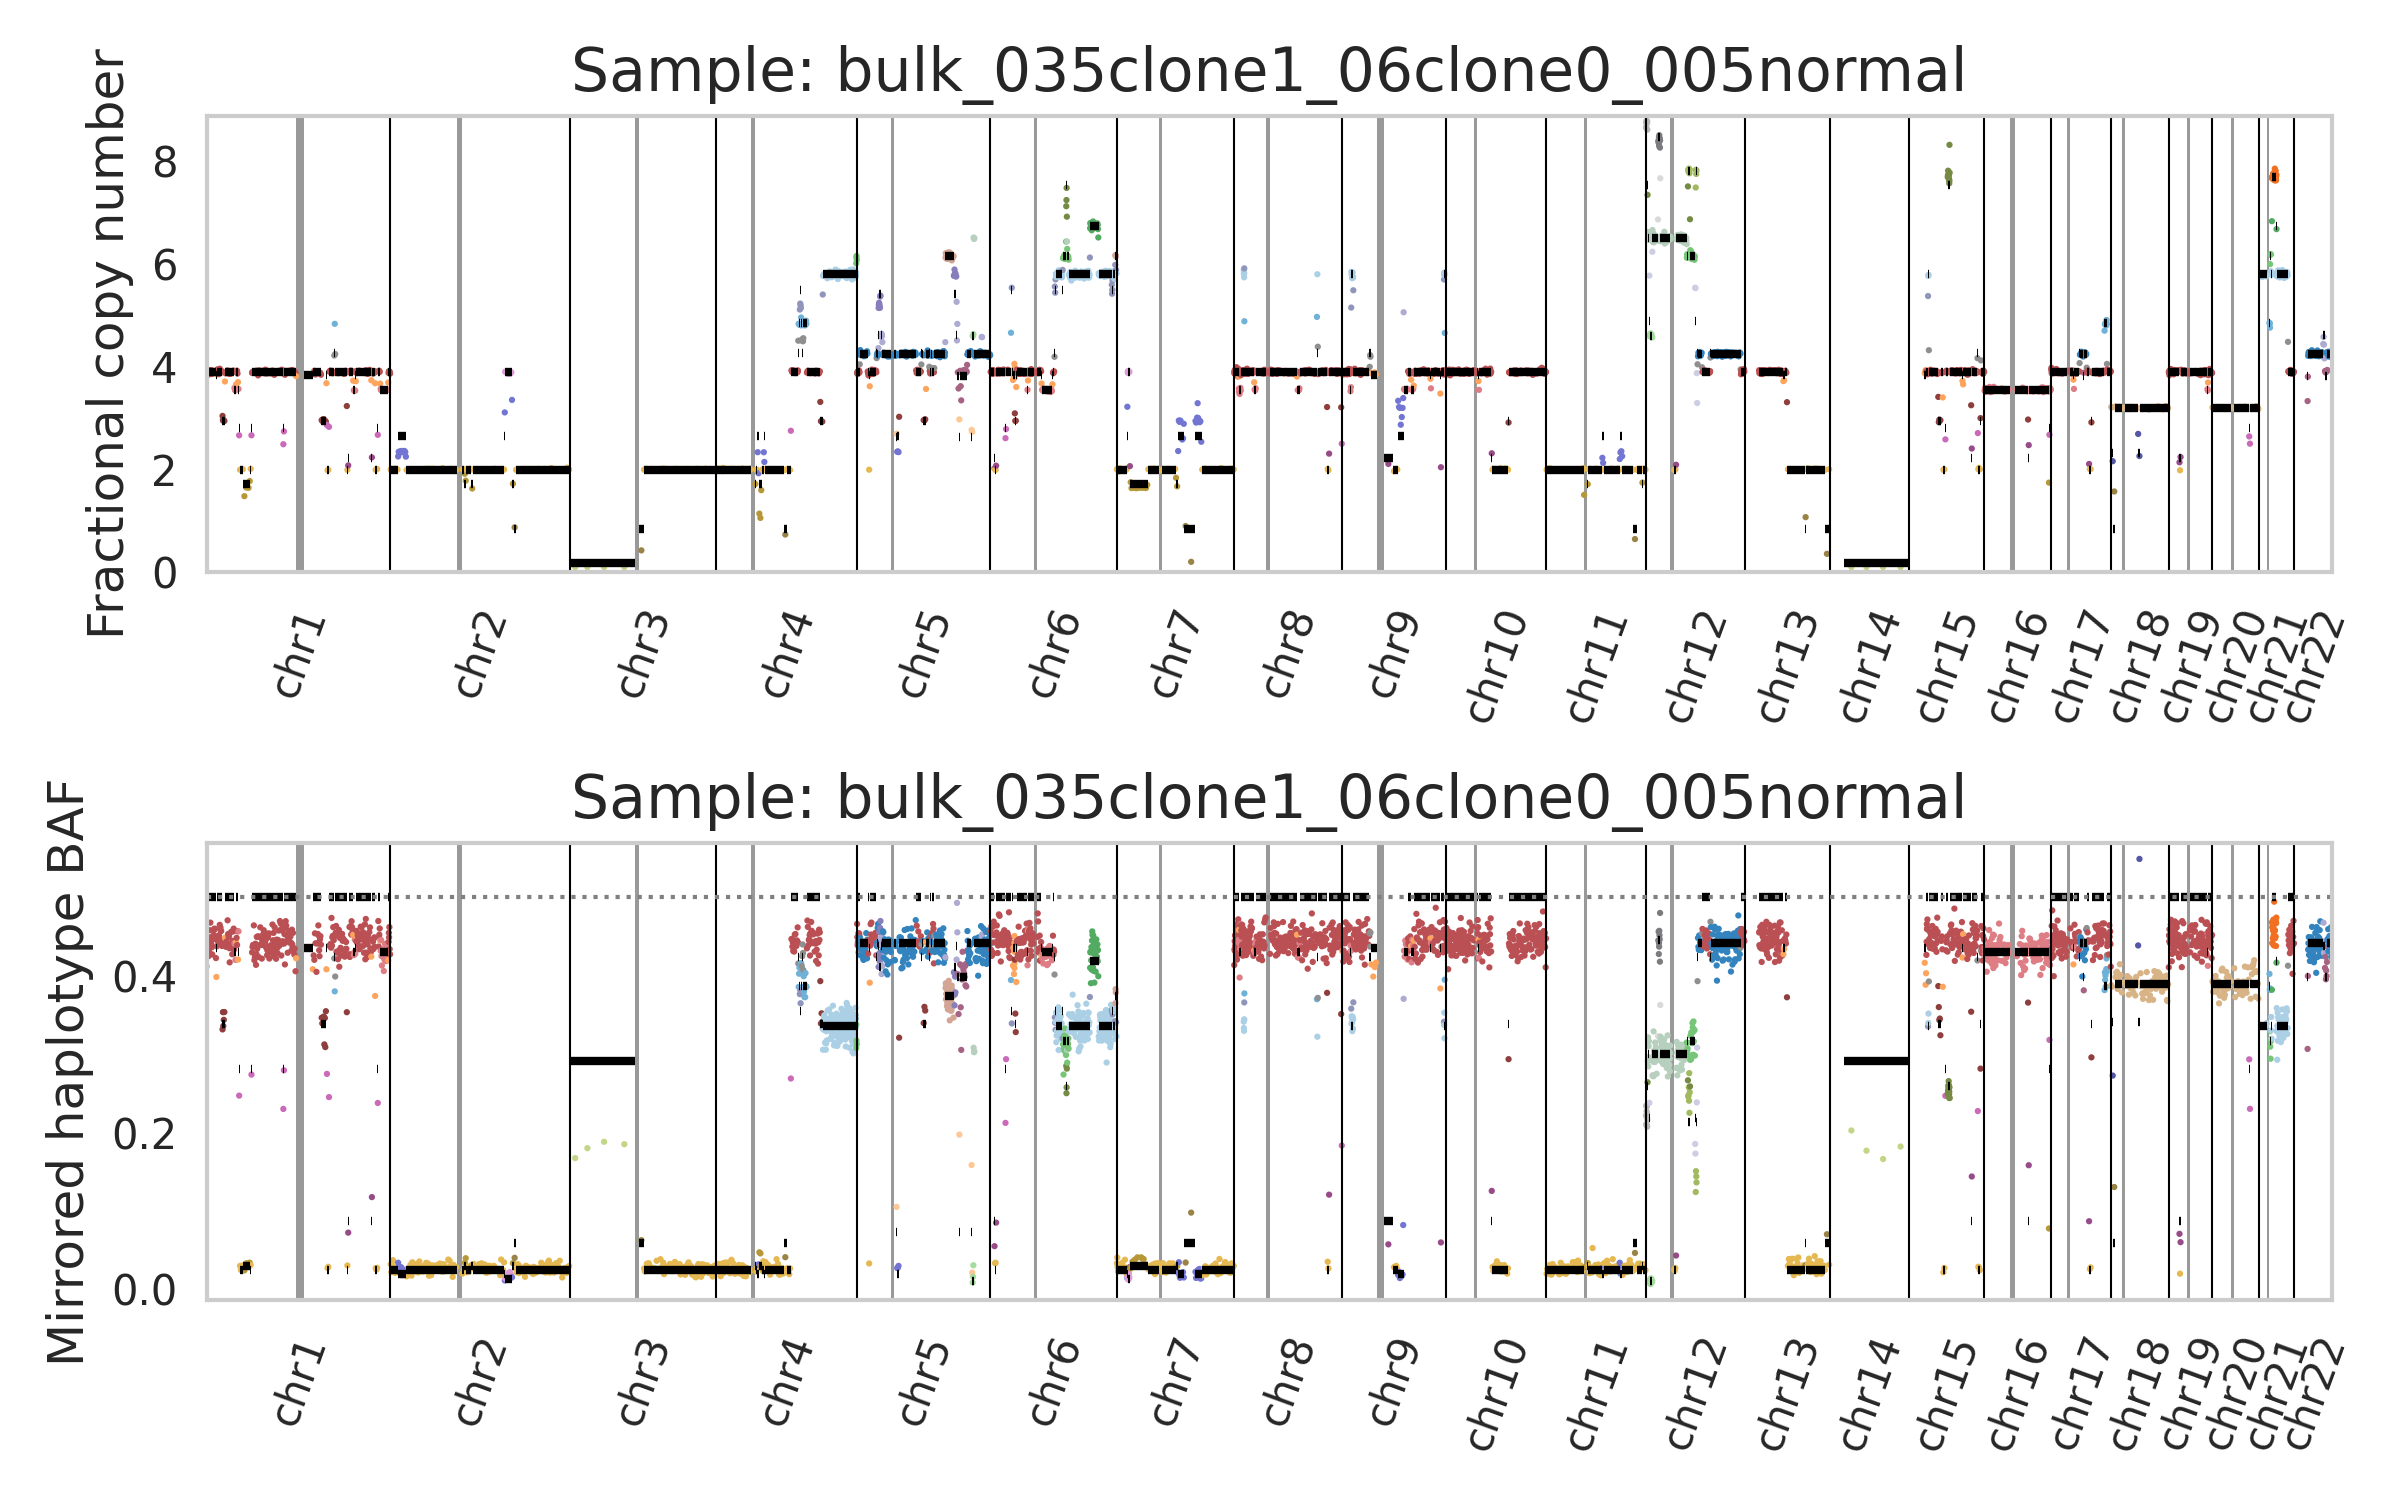 Sample: bulk_035clone1_06clone0_005normal
Fractional copy number
8
6
4
2
0
chr1
chr2
chr3
chr4
chr5
chr6
chr7
chr8
chr9
chr10
chr11
chr12
chr13
chr14
chr15
chr16
chr17
chr18
chr19
chr20
chr21
chr22
Sample: bulk_035clone1_06clone0_005normal
Mirrored haplotype BAF
0.4
0.2
0.0
chr1
chr2
chr3
chr4
chr5
chr6
chr7
chr8
chr9
chr10
chr11
chr12
chr13
chr14
chr15
chr16
chr17
chr18
chr19
chr20
chr21
chr22